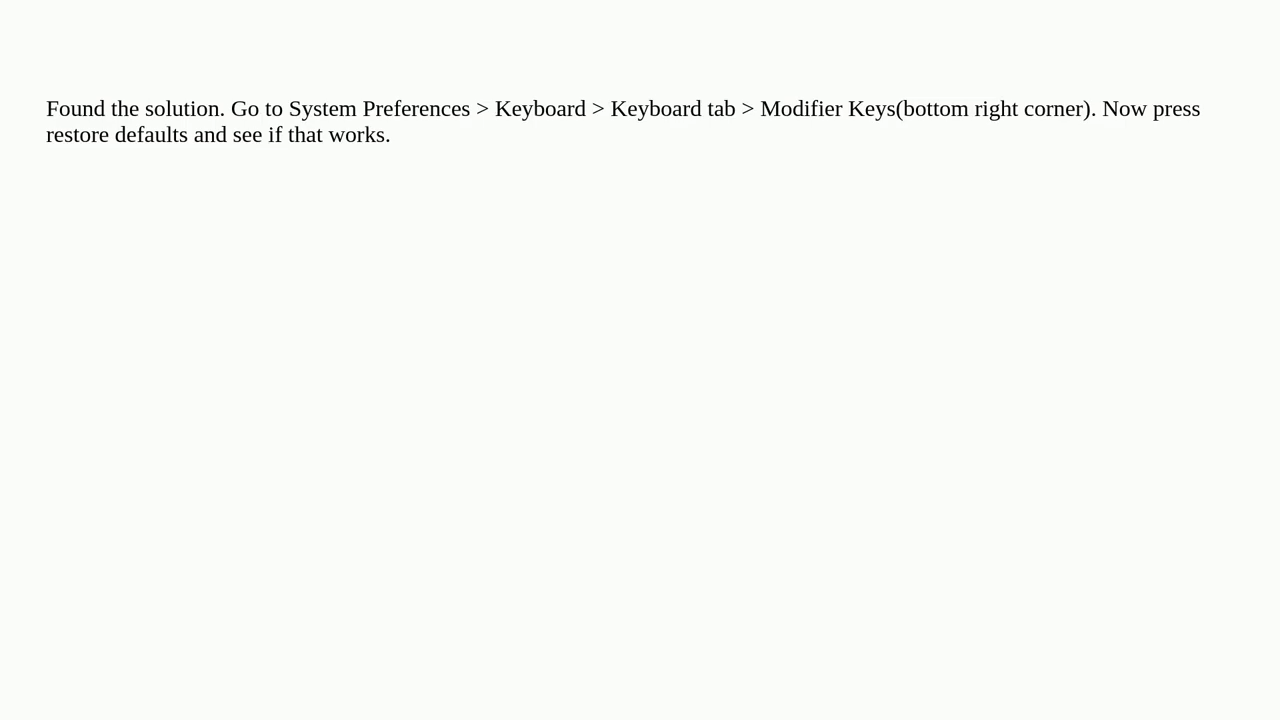 Found the solution. Go to System Preferences > Keyboard > Keyboard tab > Modifier Keys(bottom right corner). Now press
restore defaults and see if that works.